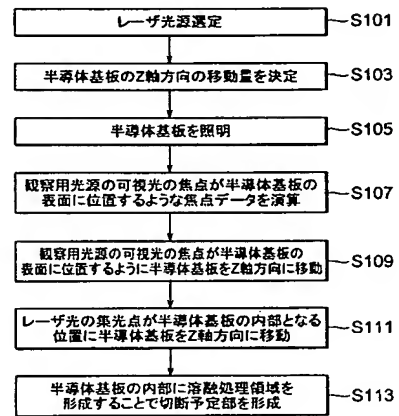 レーザ光源選定
S101
半導体基板のZ軸方向の移動量を決定
S103
半導体基板を照明
S105
観察用光源の可視光の焦点が半導体基板の
表面に位置するような焦点データを演算
S107
観察用光源の可視光の焦点が半導体基板の
表面に位置するように半導体基板をZ軸方向に移動
S109
レーザ光の集光点が半導体基板の内部となる
位置に半導体基板をZ軸方向に移動
S111
半導体基板の内部に溶融処理領域を
形成することで切断予定部を形成
S113